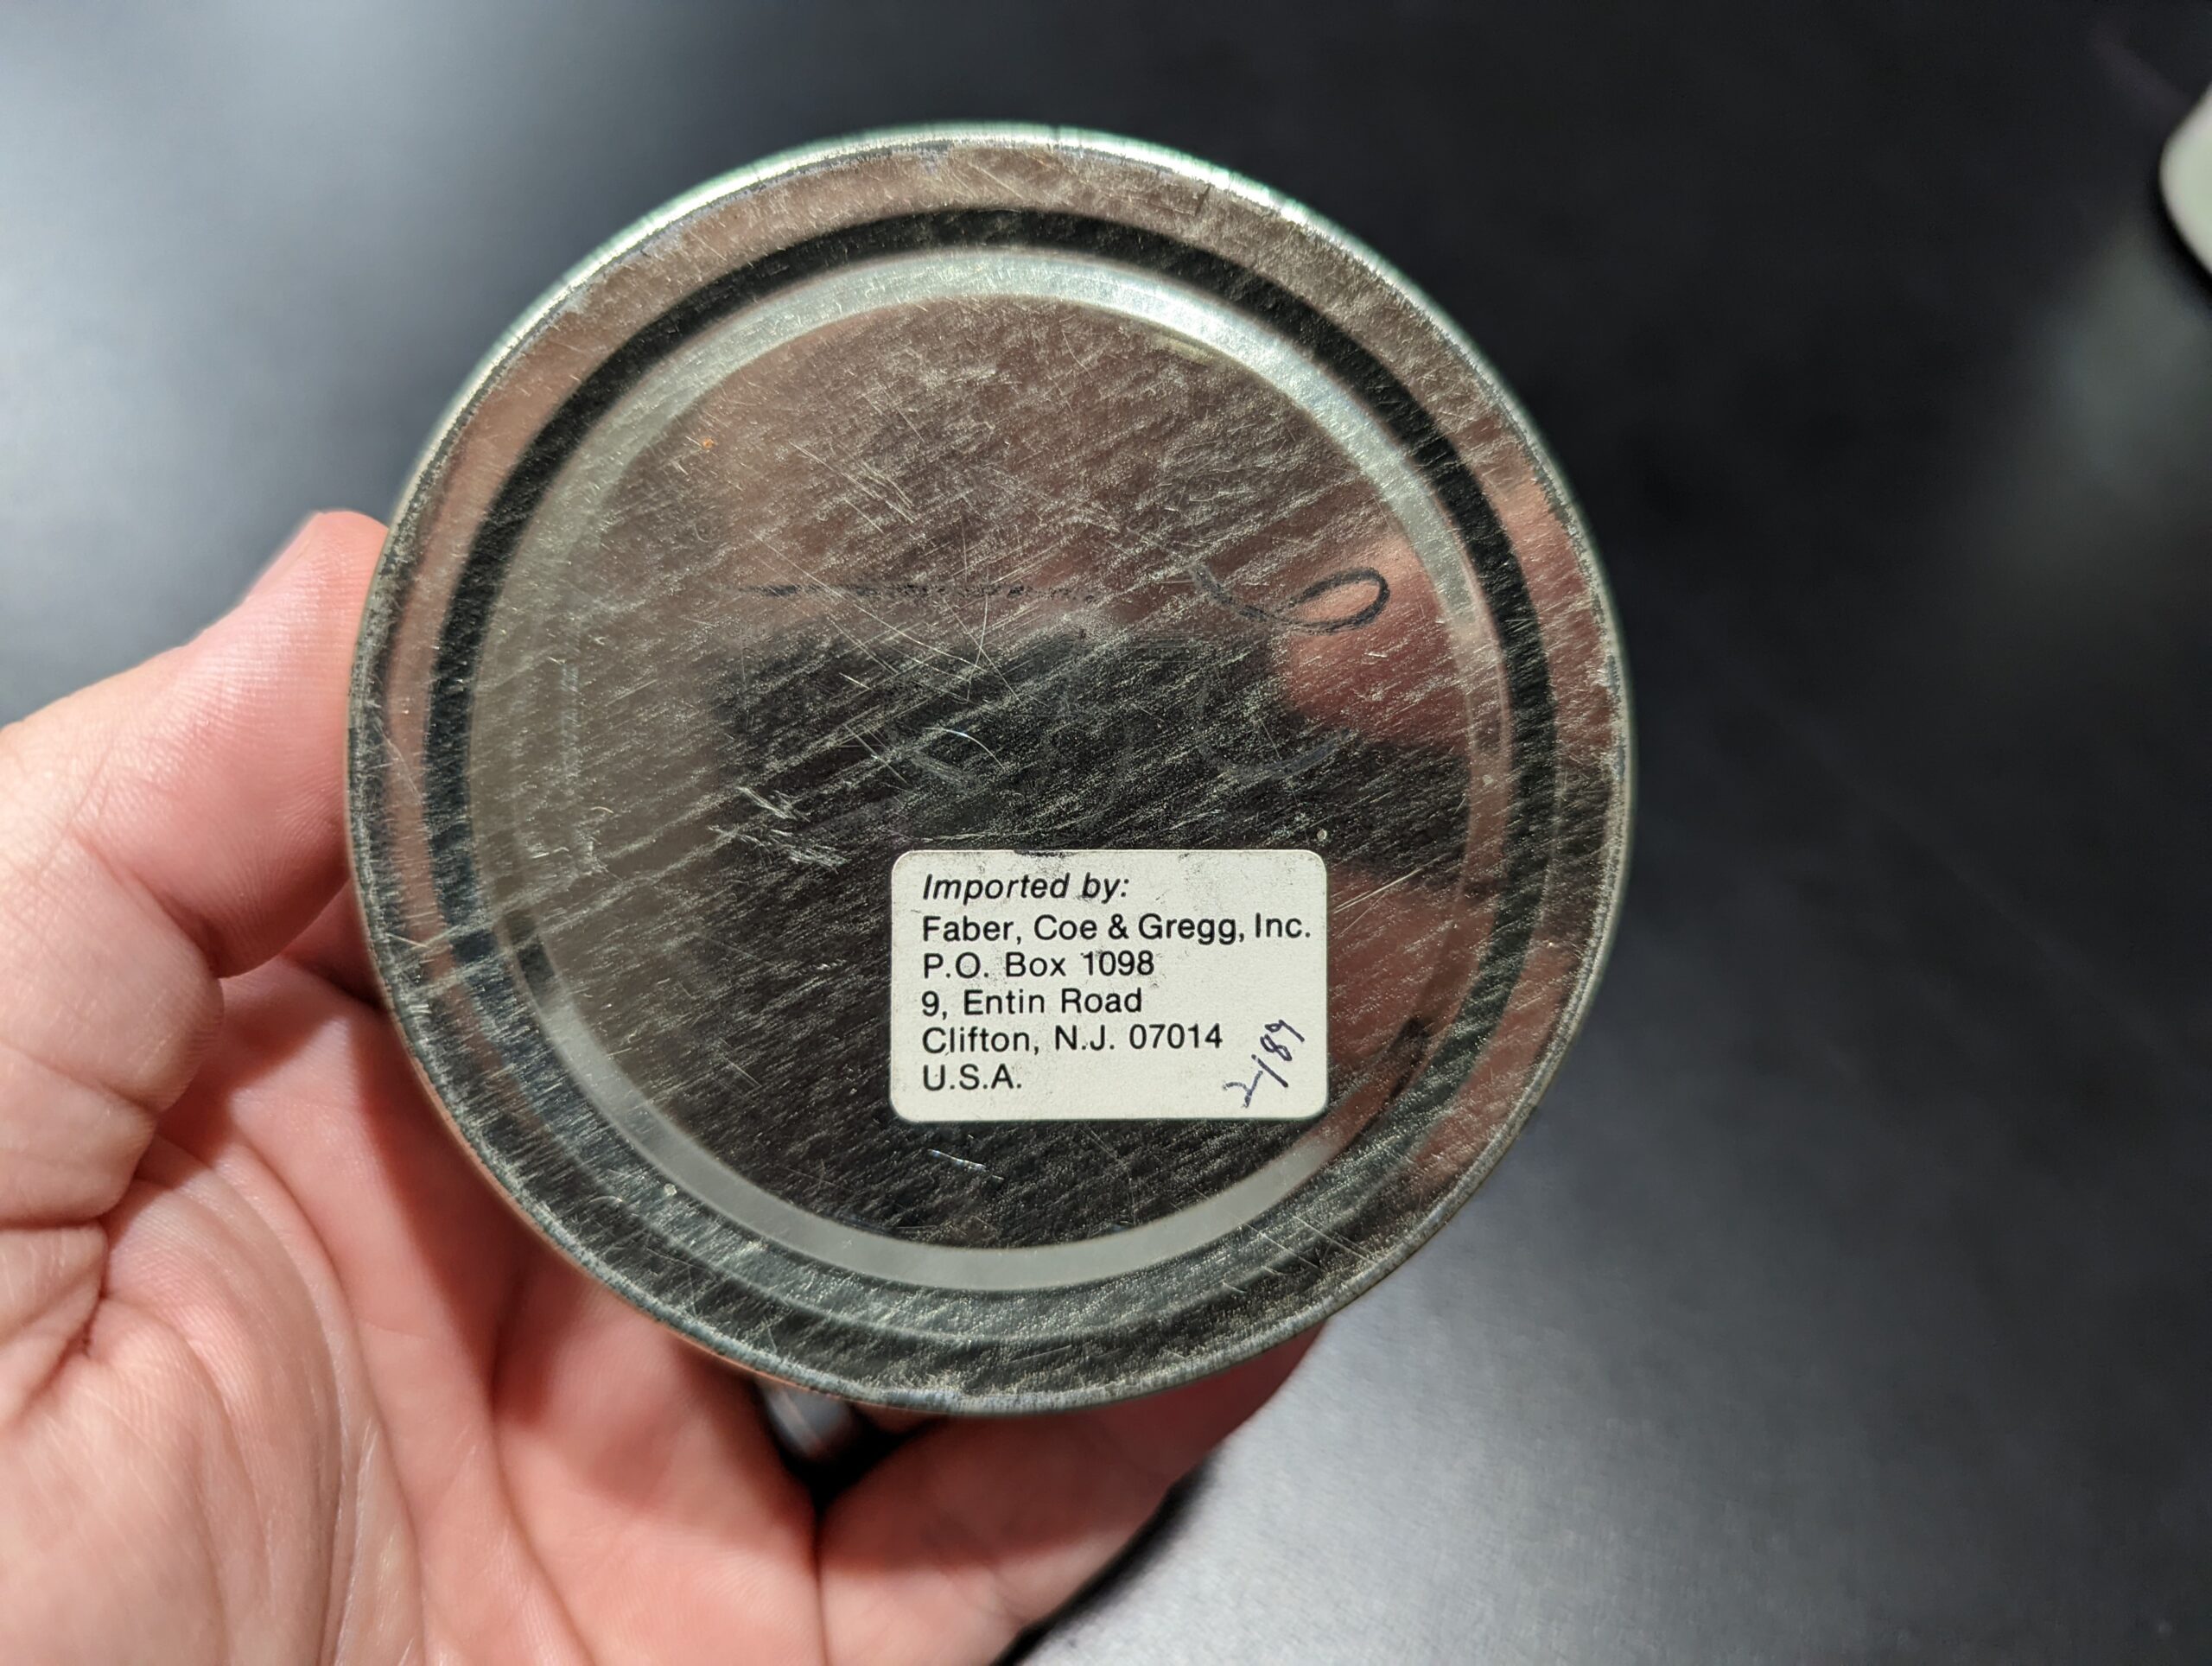 Imported by:
Faber, Coe & Gregg, Inc.
P.O. Box 1098
9, Entin Road
Clifton, N.J. 07014
U.S.A.
2/89